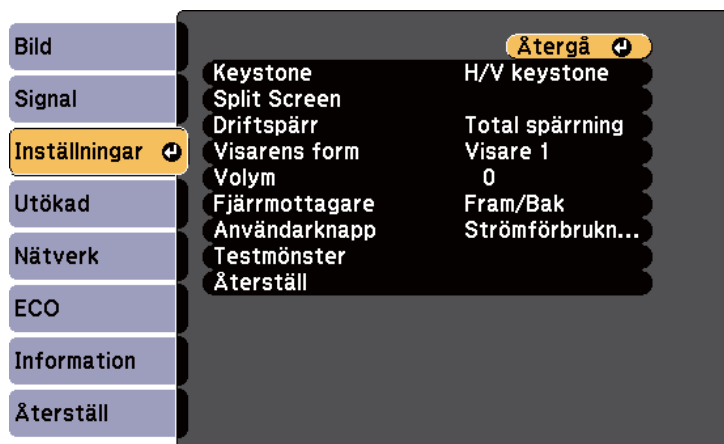 Bild
Signal
Inställningar
Utökad
Nätverk
ECO
Information
Återställ
Återgå
Keystone H/V keystone
Split Screen
Driftspärr Total spärrning
Visarens form Visare 1
Volym 0
Fjärrmottagare Fram/Bak
Användarknapp Strömförbrukn...
Testmönster
Återställ